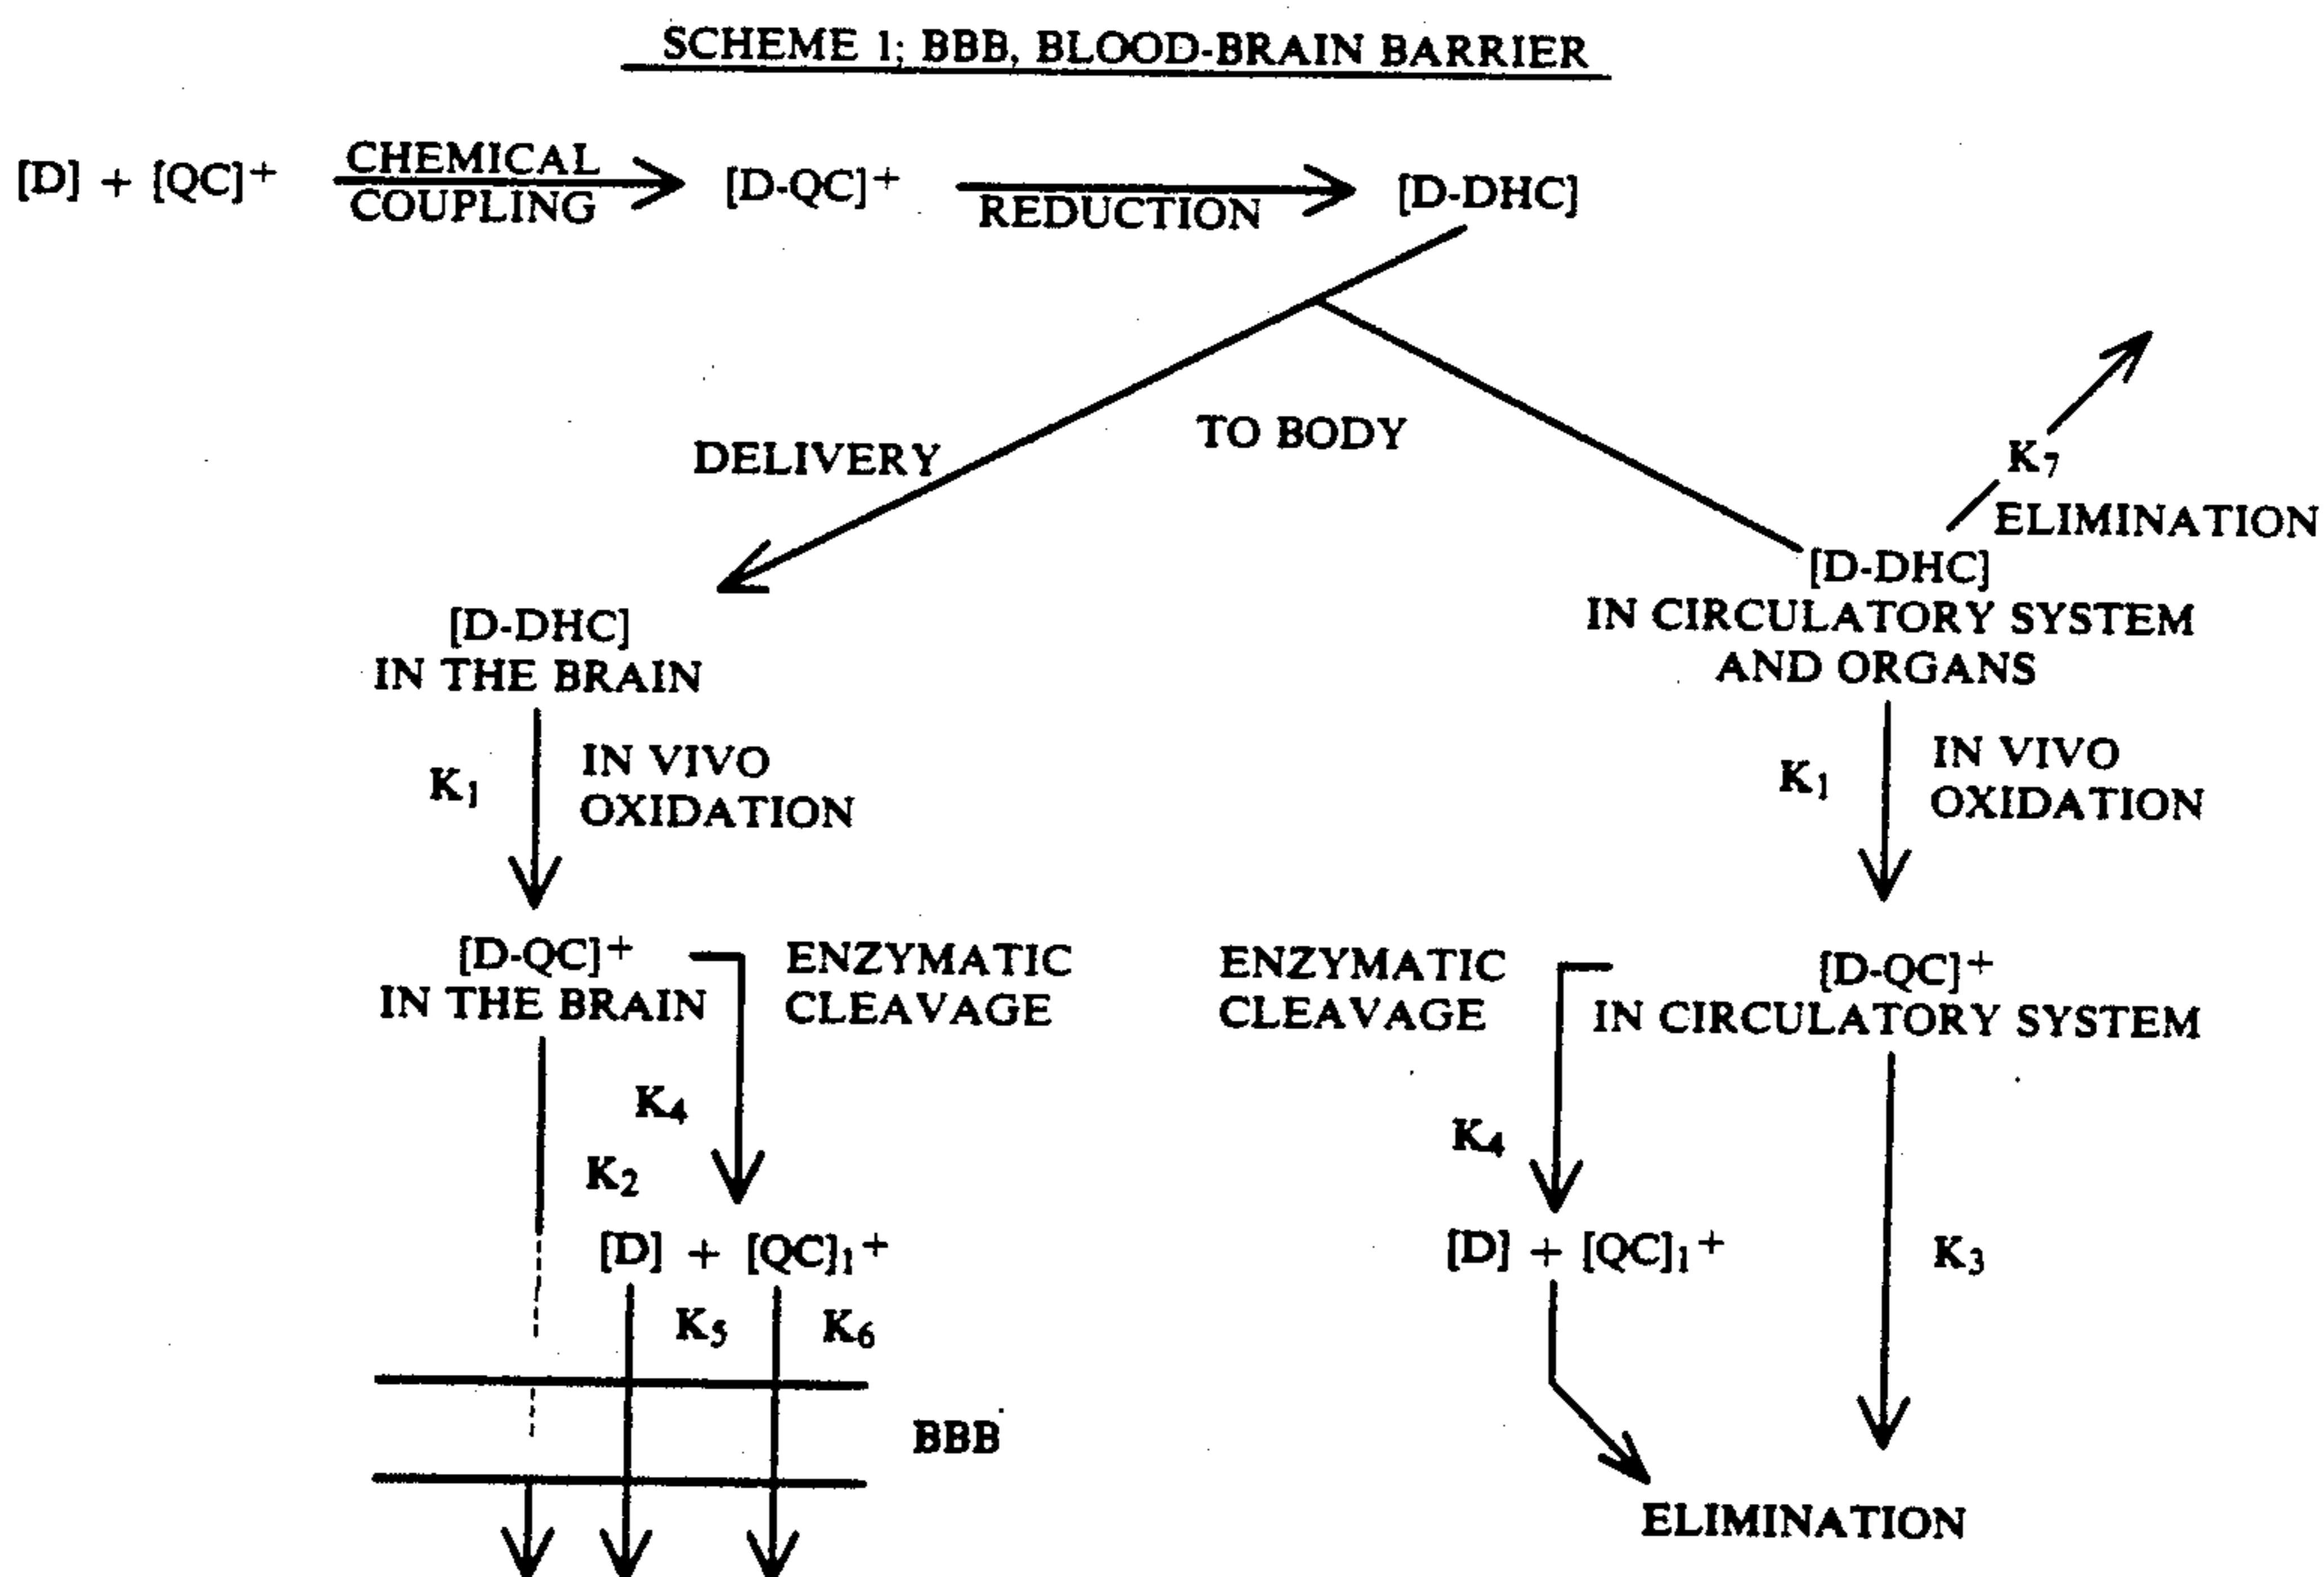 SCHEME 1; BBB, BLOOD-BRAIN BARRIER
[D] + [QC]+ CHEMICAL COUPLING [D-QC]+ REDUCTION [D-DHC]
DELIVERY
TO BODY
K7
ELIMINATION
[D-DHC]
IN THE BRAIN
[D-DHC]
IN CIRCULATORY SYSTEM
AND ORGANS
K1
IN VIVO
OXIDATION
K1
IN VIVO
OXIDATION
[D-QC]+
IN THE BRAIN
ENZYMATIC
CLEAVAGE
ENZYMATIC
CLEAVAGE
[D-QC]+
IN CIRCULATORY SYSTEM
K4
K2
K4
[D] + [QC]1+
[D] + [QC]1+
K3
K5
K6
BBB
ELIMINATION